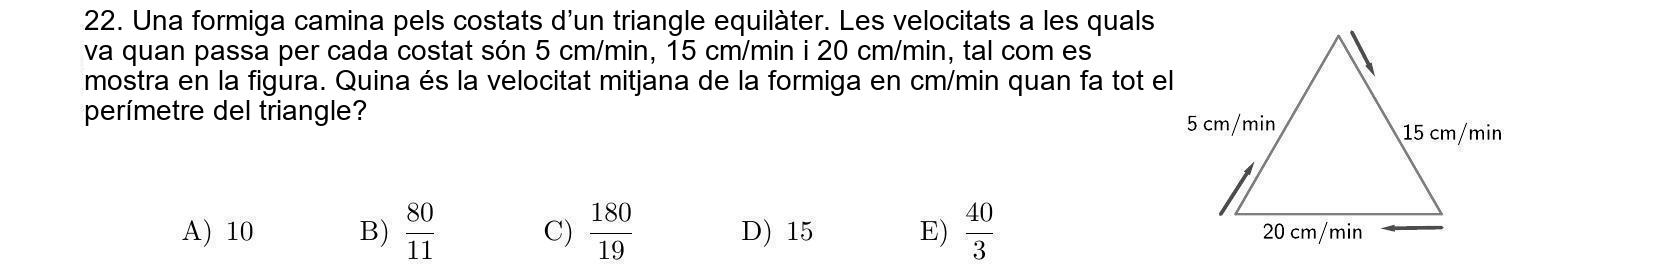 22. Una formiga camina pels costats d’un triangle equilàter. Les velocitats a les quals
va quan passa per cada costat són 5 cm/min, 15 cm/min i 20 cm/min, tal com es
mostra en la figura. Quina és la velocitat mitjana de la formiga en cm/min quan fa tot el
perímetre del triangle?
5 cm/min
15 cm/min
20 cm/min
A) 10 B) 80/11 C) 180/19 D) 15 E) 40/3